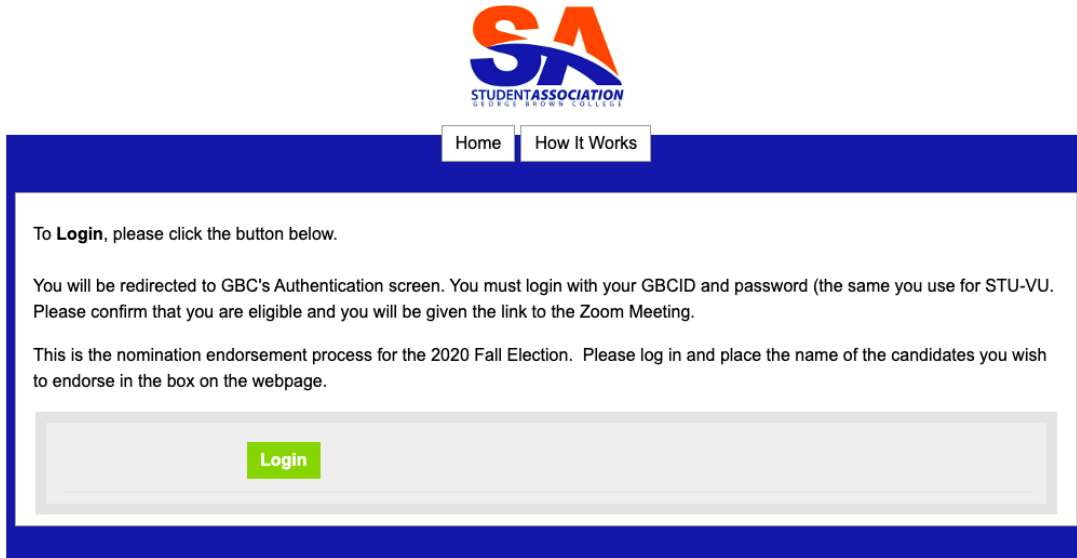 SA
STUDENTASSOCIATION
GEORGE BROWN COLLEGE
Home How It Works
To Login, please click the button below.
You will be redirected to GBC's Authentication screen. You must login with your GBCID and password (the same you use for STU-VU.
Please confirm that you are eligible and you will be given the link to the Zoom Meeting.
This is the nomination endorsement process for the 2020 Fall Election.  Please log in and place the name of the candidates you wish
to endorse in the box on the webpage.
Login